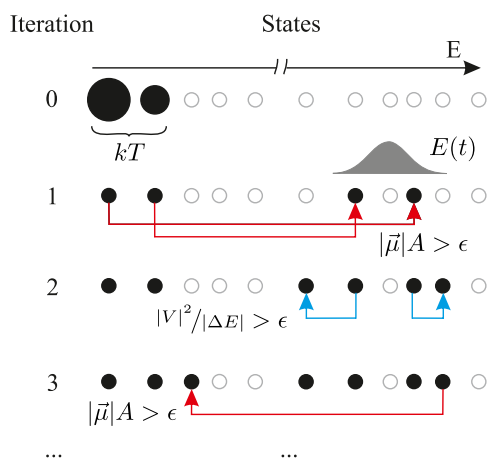 Iteration States
E
0
kT
E(t)
1
|μ⃗|A > ϵ
2
|V|²/|ΔE| > ϵ
3
|μ⃗|A > ϵ
... ...